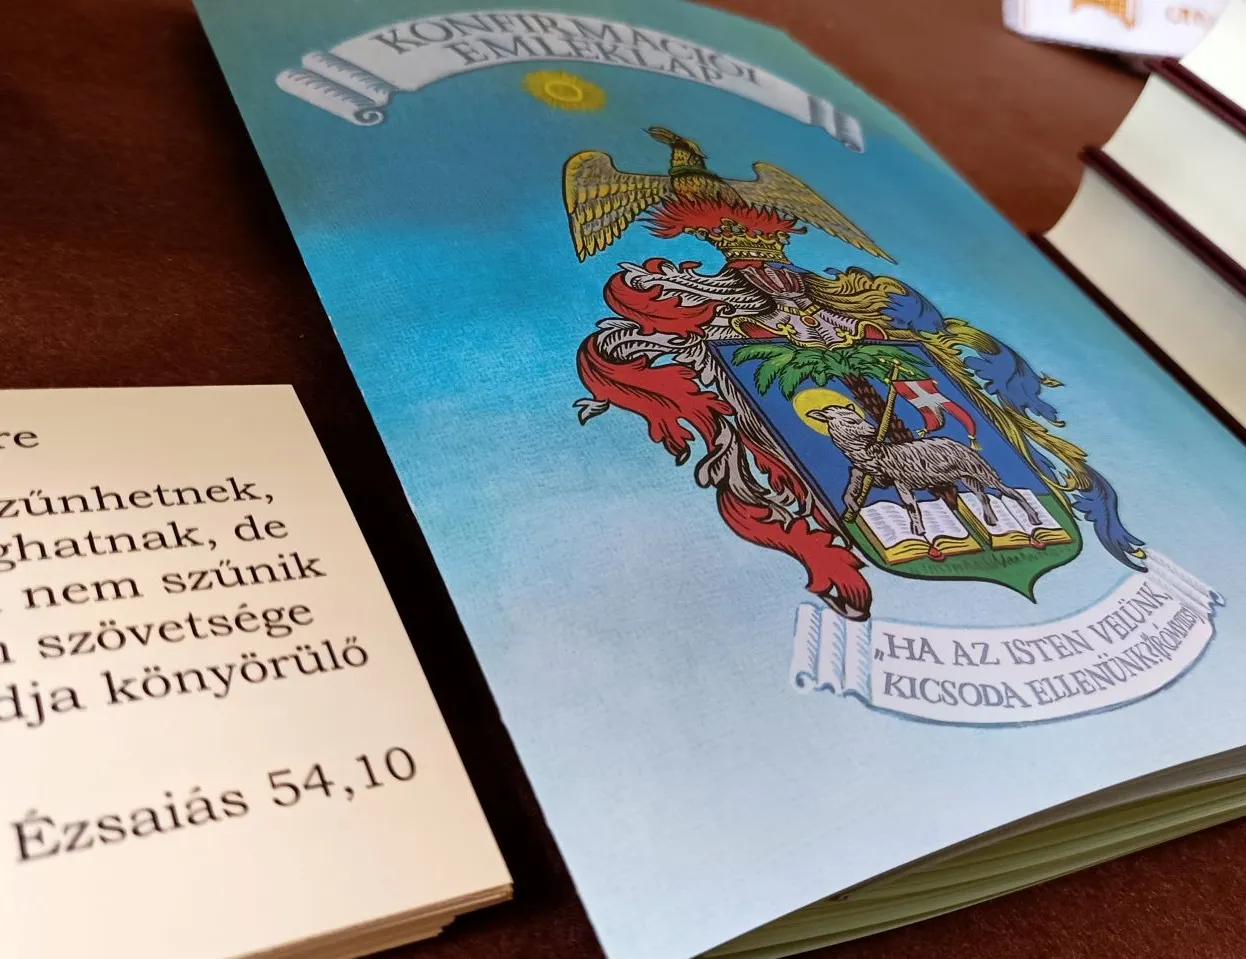 KONFIRMÁCIÓI
EMLÉKLAP
„HA AZ ISTEN VELÜNK,
KICSODA ELLENÜNK?"
re
zűnhetnek,
ghatnak, de
nem szűnik
szövetsége
dja könyörülő
Ézsaiás 54,10